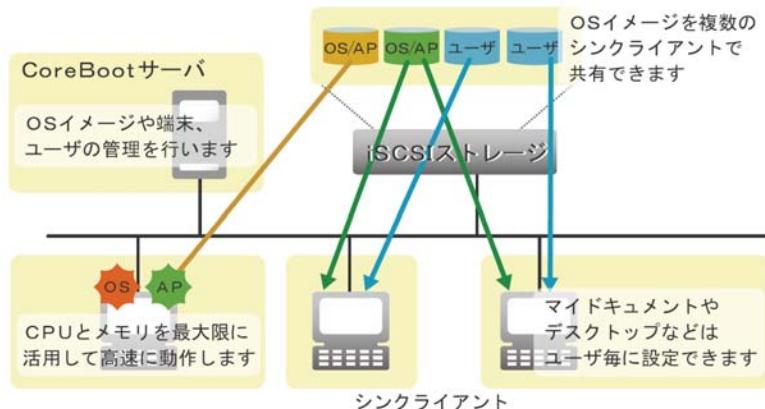 OS/AP
OS/AP
ユーザ
ユーザ
OSイメージを複数の
シンクライアントで
共有できます
CoreBootサーバ
OSイメージや端末、
ユーザの管理を行います
iSCSIストレージ
OS
AP
CPUとメモリを最大限に
活用して高速に動作します
マイドキュメントや
デスクトップなどは
ユーザ毎に設定できます
シンクライアント